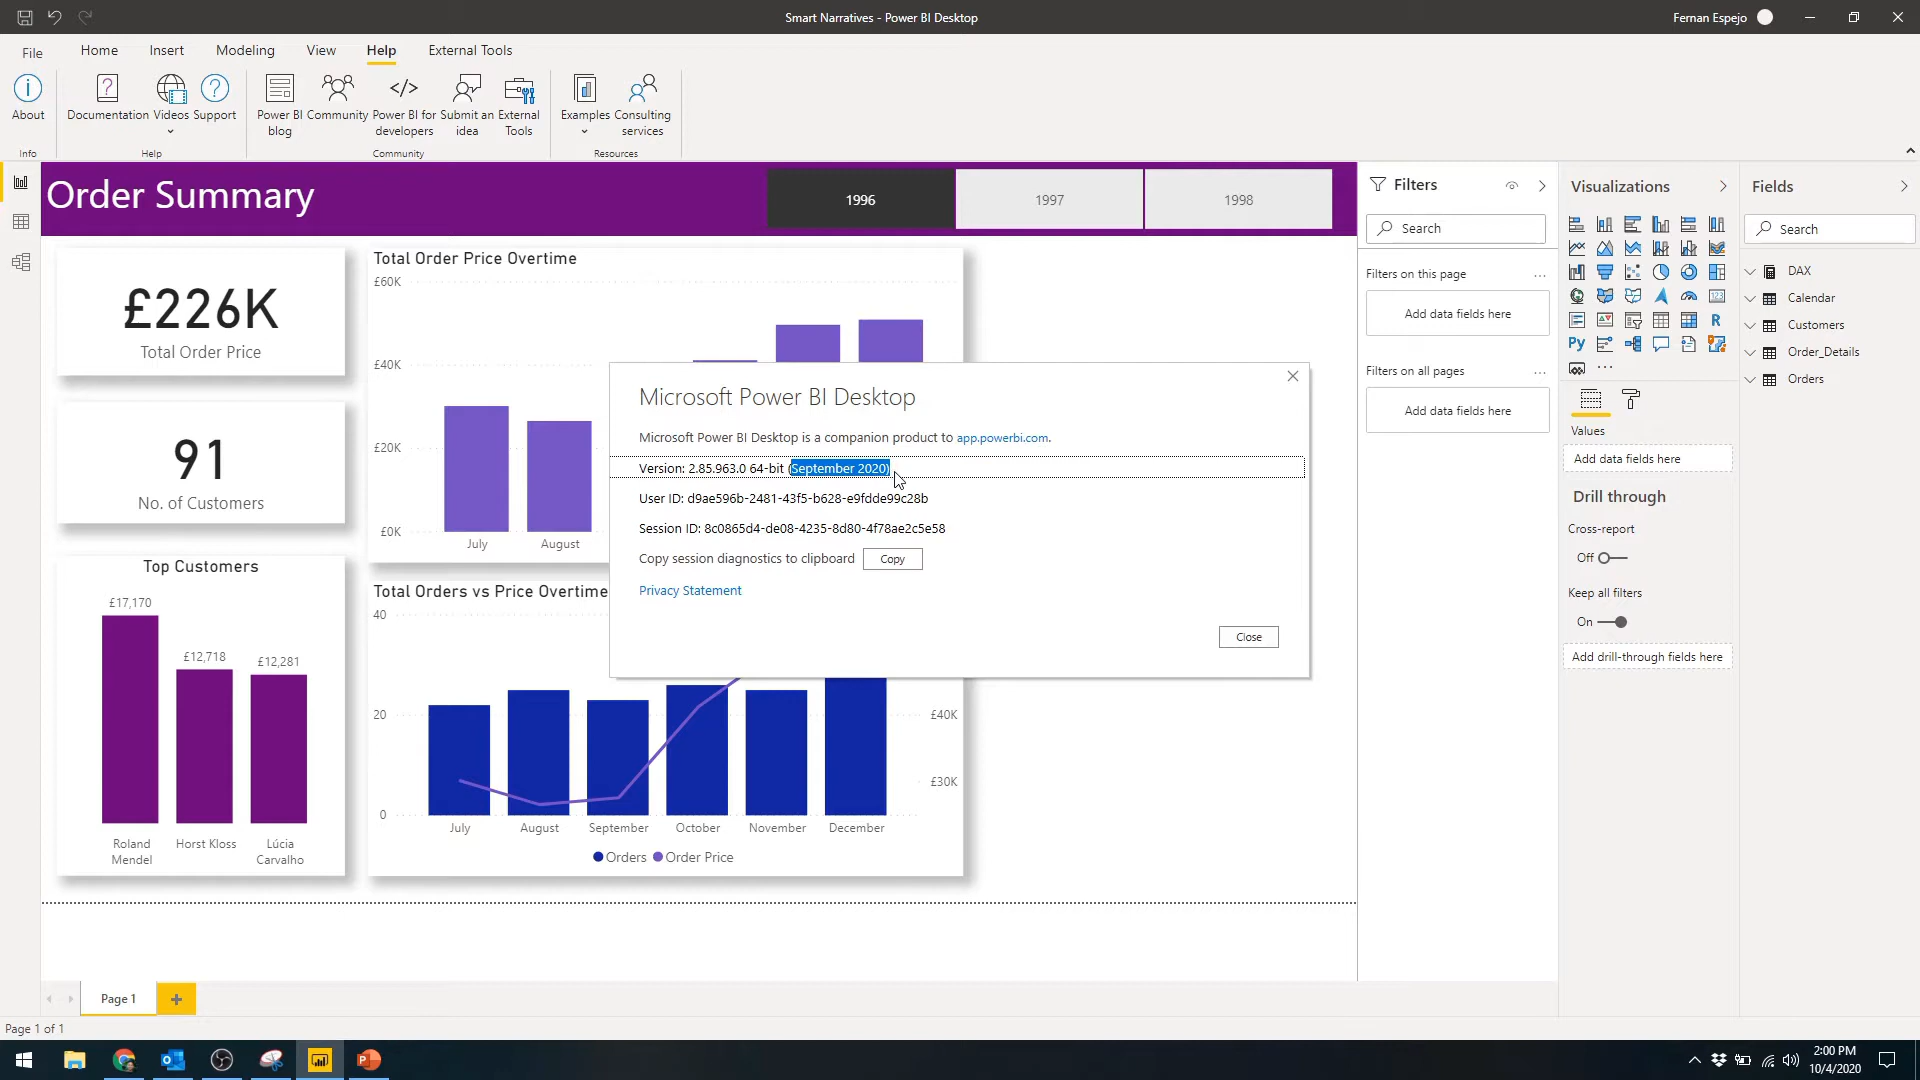 Smart Narratives - Power BI Desktop
Fernan Espejo
File
Home
Insert
Modeling
View
Help
External Tools
About
Documentation
Videos
Support
Power BI
blog
Community
Power BI for
developers
Submit an
idea
External
Tools
Examples
Consulting
services
Info
Help
Community
Resources
Order Summary
1996
1997
1998
£226K
Total Order Price
91
No. of Customers
Top Customers
£17,170
£12,718
£12,281
Roland
Mendel
Horst Kloss
Lúcia
Carvalho
Total Order Price Overtime
£60K
£40K
£20K
£0K
July
August
Total Orders vs Price Overtime
40
20
0
£40K
£30K
July
August
September
October
November
December
Orders
Order Price
Microsoft Power BI Desktop
Microsoft Power BI Desktop is a companion product to app.powerbi.com.
Version: 2.85.963.0 64-bit (September 2020)
User ID: d9ae596b-2481-43f5-b628-e9fdde99c28b
Session ID: 8c0865d4-de08-4235-8d80-4f78ae2c5e58
Copy session diagnostics to clipboard
Copy
Privacy Statement
Close
Filters
Search
Filters on this page
Add data fields here
Filters on all pages
Add data fields here
Visualizations
R
Py
Values
Add data fields here
Drill through
Cross-report
Off
Keep all filters
On
Add drill-through fields here
Fields
Search
DAX
Calendar
Customers
Order_Details
Orders
Page 1
Page 1 of 1
2:00 PM
10/4/2020